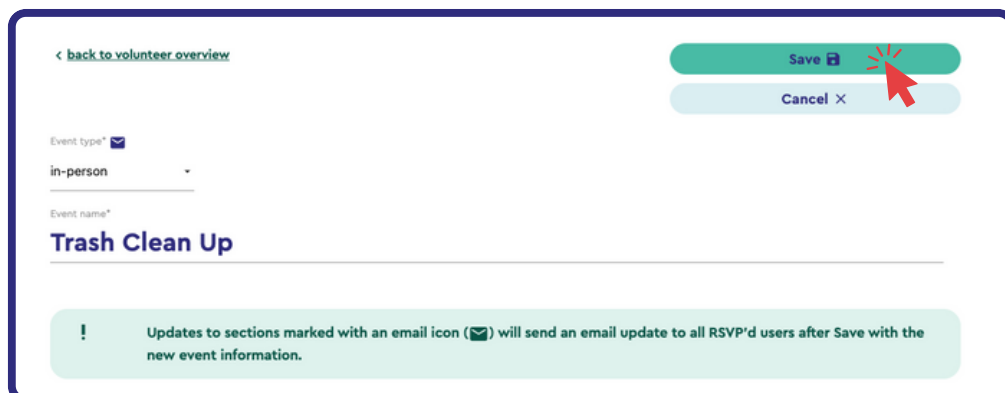 < back to volunteer overview
Save
Cancel ×
Event type*
in-person
Event name*
Trash Clean Up
! Updates to sections marked with an email icon (✉) will send an email update to all RSVP'd users after Save with the
new event information.